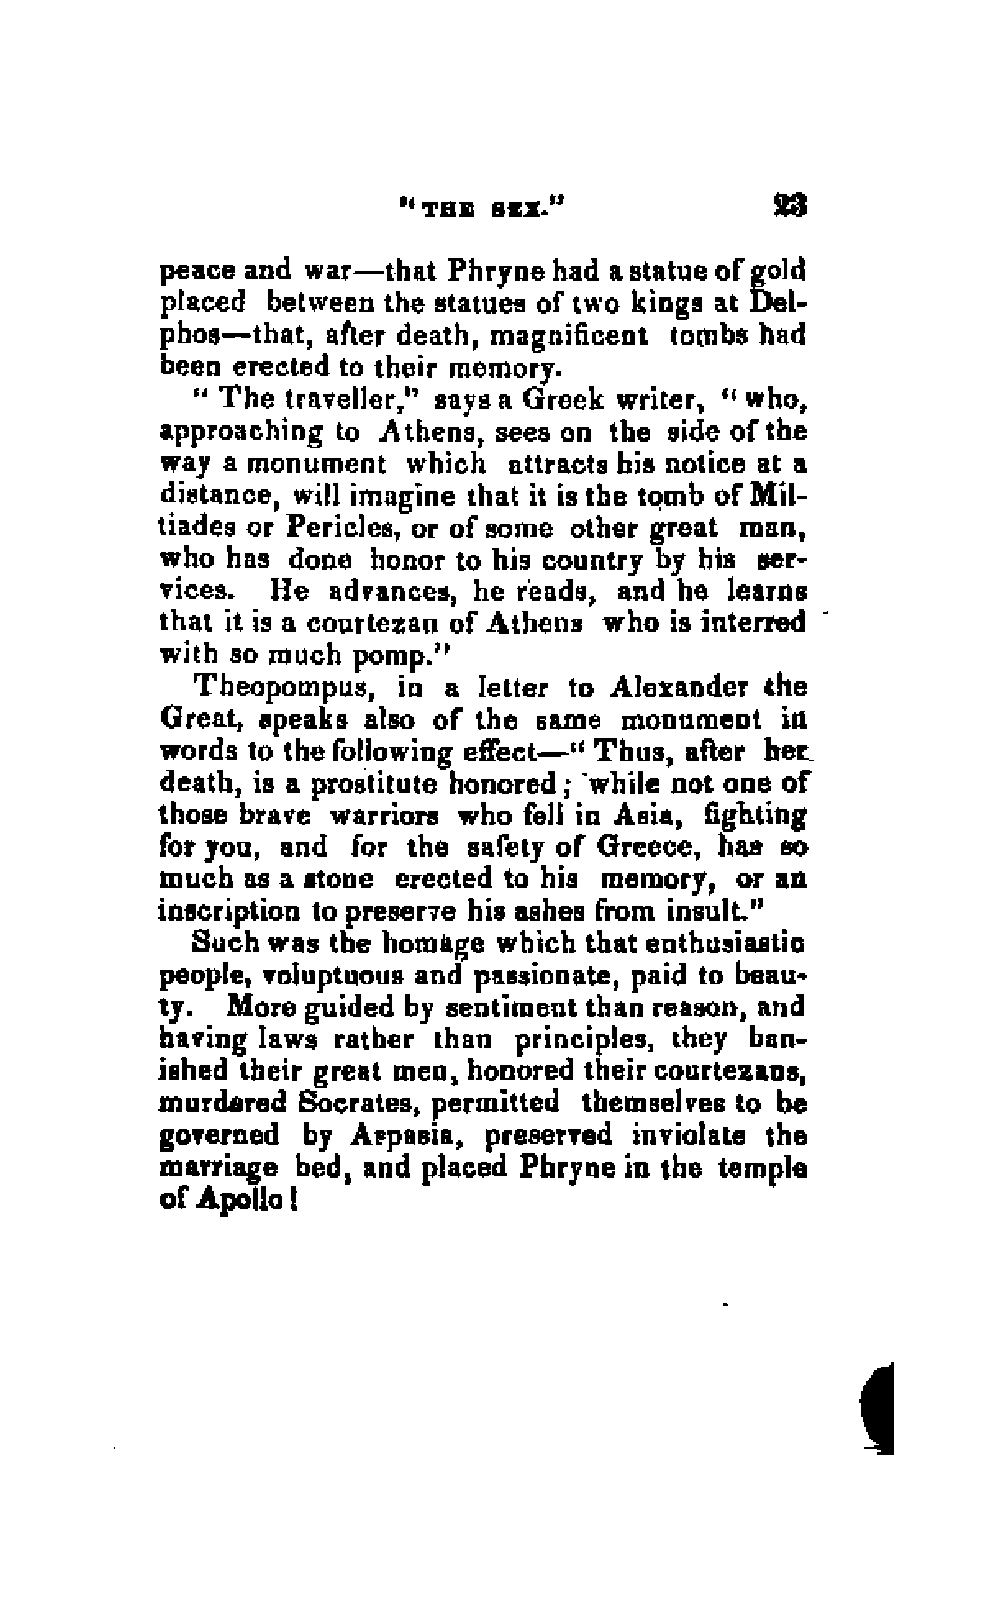 "THE SEX." 23
peace and war—that Phryne had a statue of gold
placed between the statues of two kings at Del-
phos—that, after death, magnificent tombs had
been erected to their memory.
"The traveller," says a Greek writer, "who,
approaching to Athens, sees on the side of the
way a monument which attracts his notice at a
distance, will imagine that it is the tomb of Mil-
tiades or Pericles, or of some other great man,
who has done honor to his country by his ser-
vices. He advances, he reads, and he learns
that it is a courtezan of Athens who is interred
with so much pomp."
Theopompus, in a letter to Alexander the
Great, speaks also of the same monument in
words to the following effect—"Thus, after her
death, is a prostitute honored; while not one of
those brave warriors who fell in Asia, fighting
for you, and for the safety of Greece, has so
much as a stone erected to his memory, or an
inscription to preserve his ashes from insult."
Such was the homage which that enthusiastic
people, voluptuous and passionate, paid to beau-
ty. More guided by sentiment than reason, and
having laws rather than principles, they ban-
ished their great men, honored their courtezans,
murdered Socrates, permitted themselves to be
governed by Aspasia, preserved inviolate the
marriage bed, and placed Phryne in the temple
of Apollo!